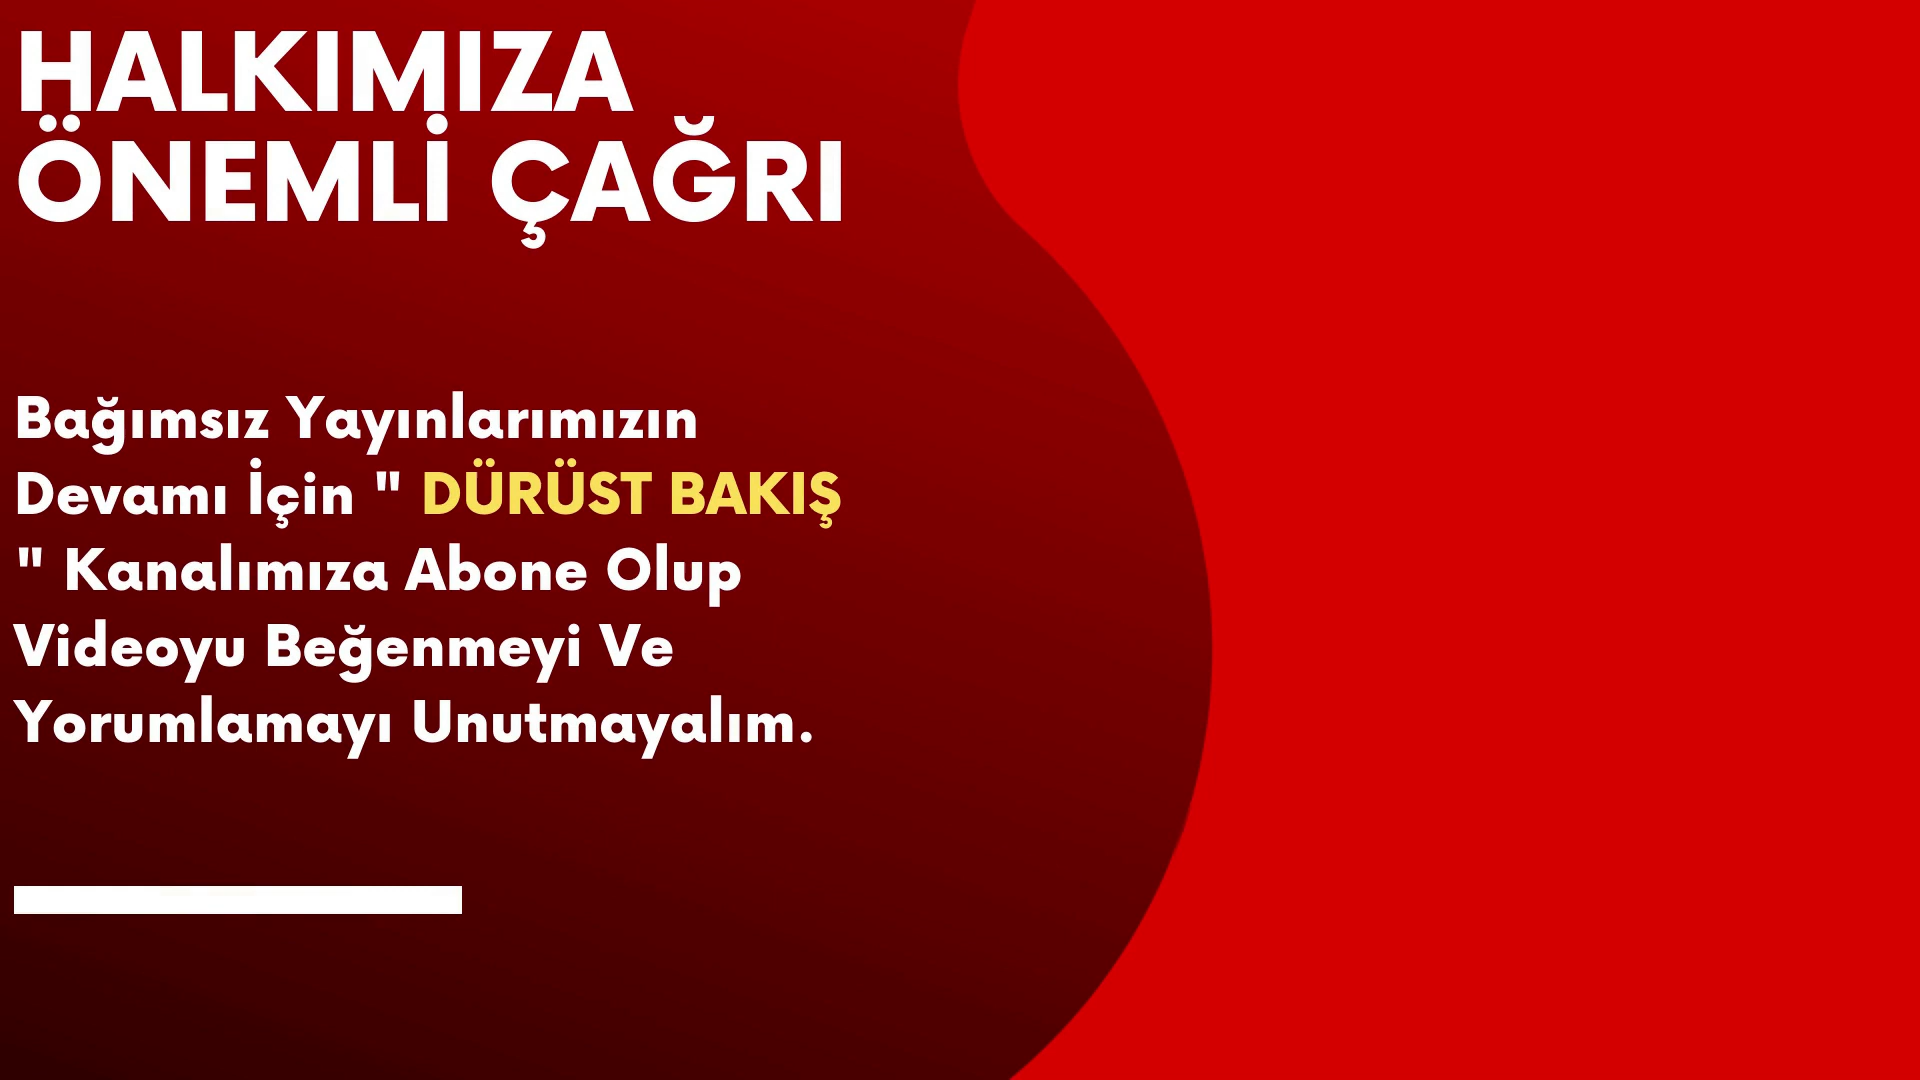 HALKIMIZA
ÖNEMLİ ÇAĞRI
Bağımsız Yayınlarımızın
Devamı İçin " DÜRÜST BAKIŞ
" Kanalımıza Abone Olup
Videoyu Beğenmeyi Ve
Yorumlamayı Unutmayalım.